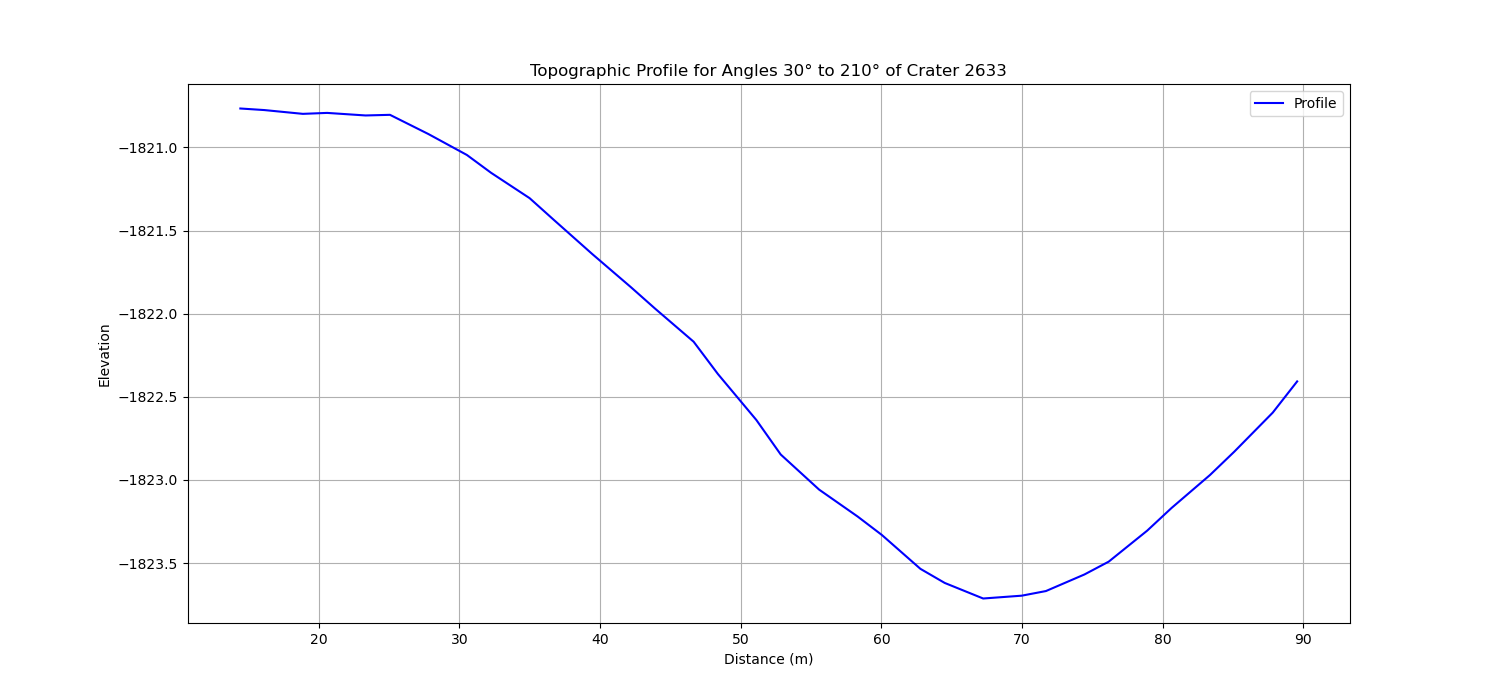 Topographic Profile for Angles 30° to 210° of Crater 2633
Profile
−1821.0
−1821.5
−1822.0
−1822.5
−1823.0
−1823.5
Elevation
20 30 40 50 60 70 80 90
Distance (m)